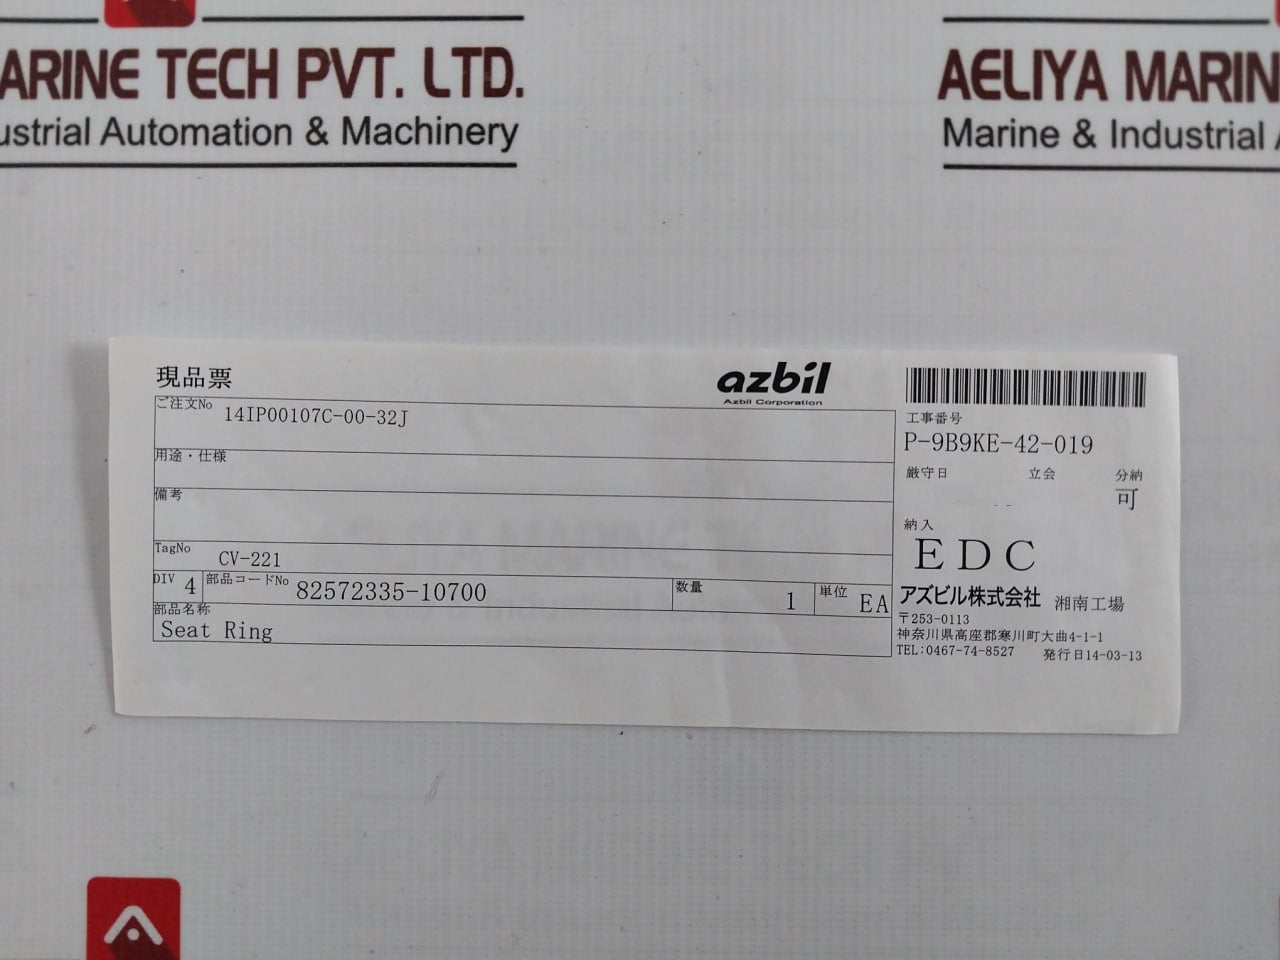 ARINE TECH PVT. LTD.
ustrial Automation & Machinery
AELIYA MARIN
Marine & Industrial
現品票
azbil
Azbil Corporation
ご注文No 14IP00107C-00-32J
用途・仕様
備考
TagNo CV-221
DIV 4 部品コードNo 82572335-10700 数量 1 単位 EA
部品名称
Seat Ring
工事番号
P-9B9KE-42-019
厳守日 立会 分納
-- 可
納入
EDC
アズビル株式会社 湘南工場
〒253-0113
神奈川県高座郡寒川町大曲4-1-1
TEL:0467-74-8527 発行日14-03-13